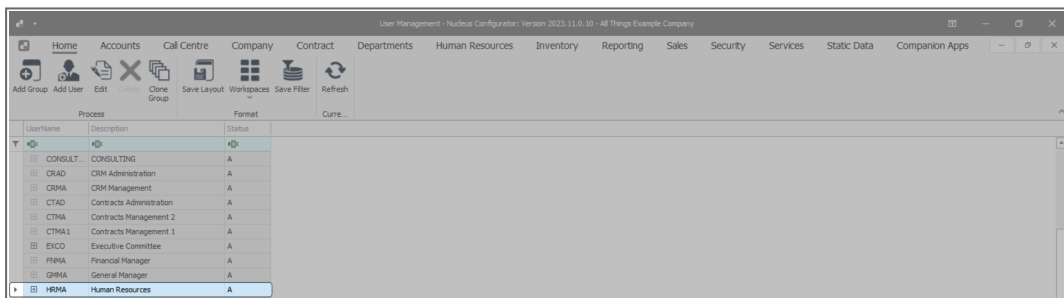 User Management - Nucleus Configurator: Version 2023.11.0.10 - All Things Example Company
Home Accounts Call Centre Company Contract Departments Human Resources Inventory Reporting Sales Security Services Static Data Companion Apps
Add Group Add User Edit Delete Clone Group Save Layout Workspaces Save Filter Refresh
Process Format Curre...
UserName Description Status
CONSULT... CONSULTING A
CRAD CRM Administration A
CRMA CRM Management A
CTAD Contracts Administration A
CTMA Contracts Management 2 A
CTMA1 Contracts Management 1 A
EXCO Executive Committee A
FNMA Financial Manager A
GMMA General Manager A
HRMA Human Resources A